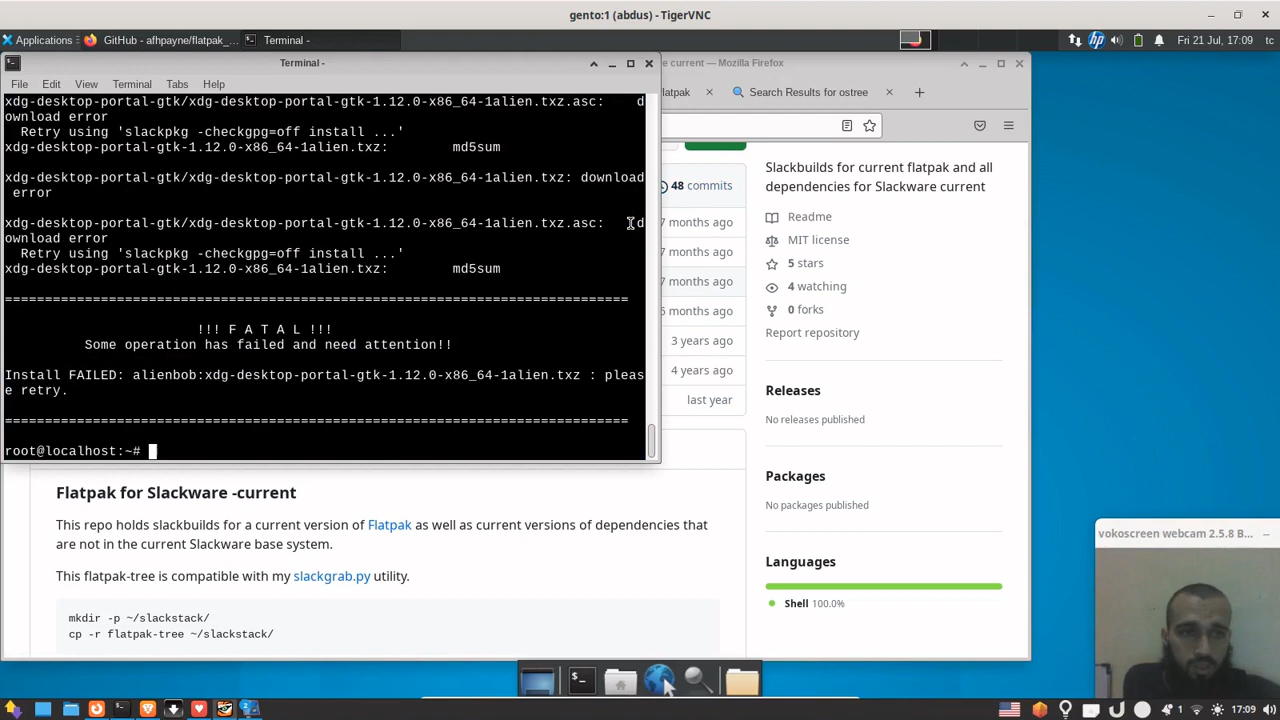 gento:1 (abdus) - TigerVNC
Applications
GitHub - afhpayne/flatpak_...
Terminal -
Fri 21 Jul, 17:09
tc
Terminal -
e current — Mozilla Firefox
File Edit View Terminal Tabs Help
latpak
Search Results for ostree
xdg-desktop-portal-gtk/xdg-desktop-portal-gtk-1.12.0-x86_64-1alien.txz.asc: d
ownload error
Retry using 'slackpkg -checkgpg=off install ...'
xdg-desktop-portal-gtk-1.12.0-x86_64-1alien.txz: md5sum
xdg-desktop-portal-gtk/xdg-desktop-portal-gtk-1.12.0-x86_64-1alien.txz: download
error
xdg-desktop-portal-gtk/xdg-desktop-portal-gtk-1.12.0-x86_64-1alien.txz.asc: d
ownload error
Retry using 'slackpkg -checkgpg=off install ...'
xdg-desktop-portal-gtk-1.12.0-x86_64-1alien.txz: md5sum
================================================================================
!!! F A T A L !!!
Some operation has failed and need attention!!
Install FAILED: alienbob:xdg-desktop-portal-gtk-1.12.0-x86_64-1alien.txz : pleas
e retry.
================================================================================
root@localhost:~#
48 commits
7 months ago
7 months ago
7 months ago
6 months ago
3 years ago
4 years ago
last year
Slackbuilds for current flatpak and all
dependencies for Slackware current
Readme
MIT license
5 stars
4 watching
0 forks
Report repository
Releases
No releases published
Packages
No packages published
Languages
Shell 100.0%
Flatpak for Slackware -current
This repo holds slackbuilds for a current version of Flatpak as well as current versions of dependencies that
are not in the current Slackware base system.
This flatpak-tree is compatible with my slackgrab.py utility.
mkdir -p ~/slackstack/
cp -r flatpak-tree ~/slackstack/
vokoscreen webcam 2.5.8 B...
1
17:09